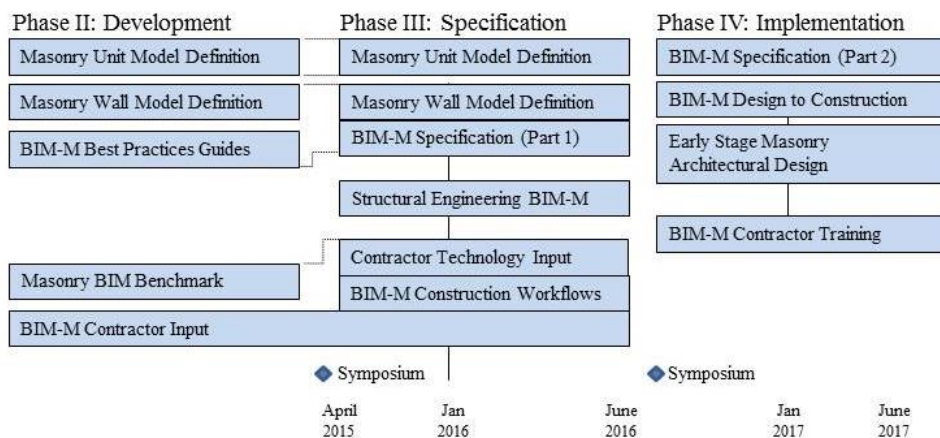 Phase II: Development
Masonry Unit Model Definition
Masonry Wall Model Definition
BIM-M Best Practices Guides
Masonry BIM Benchmark
BIM-M Contractor Input
Phase III: Specification
Masonry Unit Model Definition
Masonry Wall Model Definition
BIM-M Specification (Part 1)
Structural Engineering BIM-M
Contractor Technology Input
BIM-M Construction Workflows
Phase IV: Implementation
BIM-M Specification (Part 2)
BIM-M Design to Construction
Early Stage Masonry
Architectural Design
BIM-M Contractor Training
Symposium
Symposium
April
2015
Jan
2016
June
2016
Jan
2017
June
2017